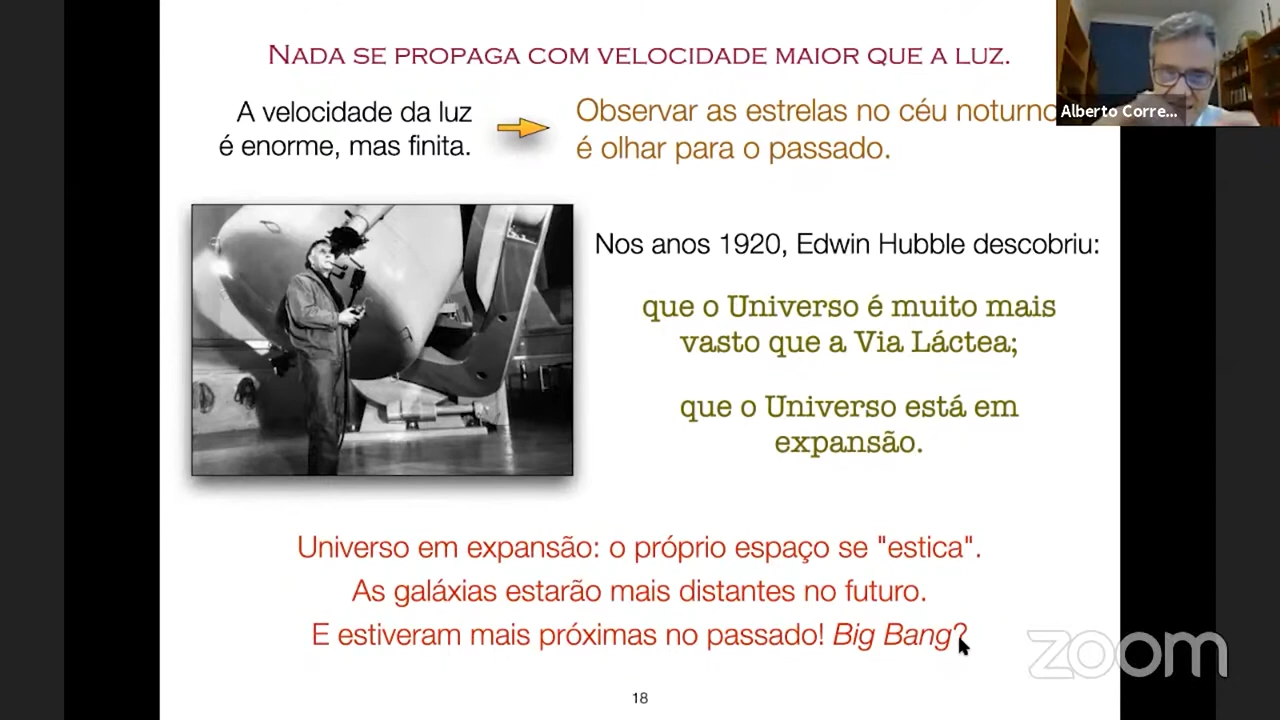 NADA SE PROPAGA COM VELOCIDADE MAIOR QUE A LUZ.
A velocidade da luz
é enorme, mas finita.
Observar as estrelas no céu noturno
é olhar para o passado.
Alberto Corre...
Nos anos 1920, Edwin Hubble descobriu:
que o Universo é muito mais
vasto que a Via Láctea;
que o Universo está em
expansão.
Universo em expansão: o próprio espaço se "estica".
As galáxias estarão mais distantes no futuro.
E estiveram mais próximas no passado! Big Bang?
zoom
18